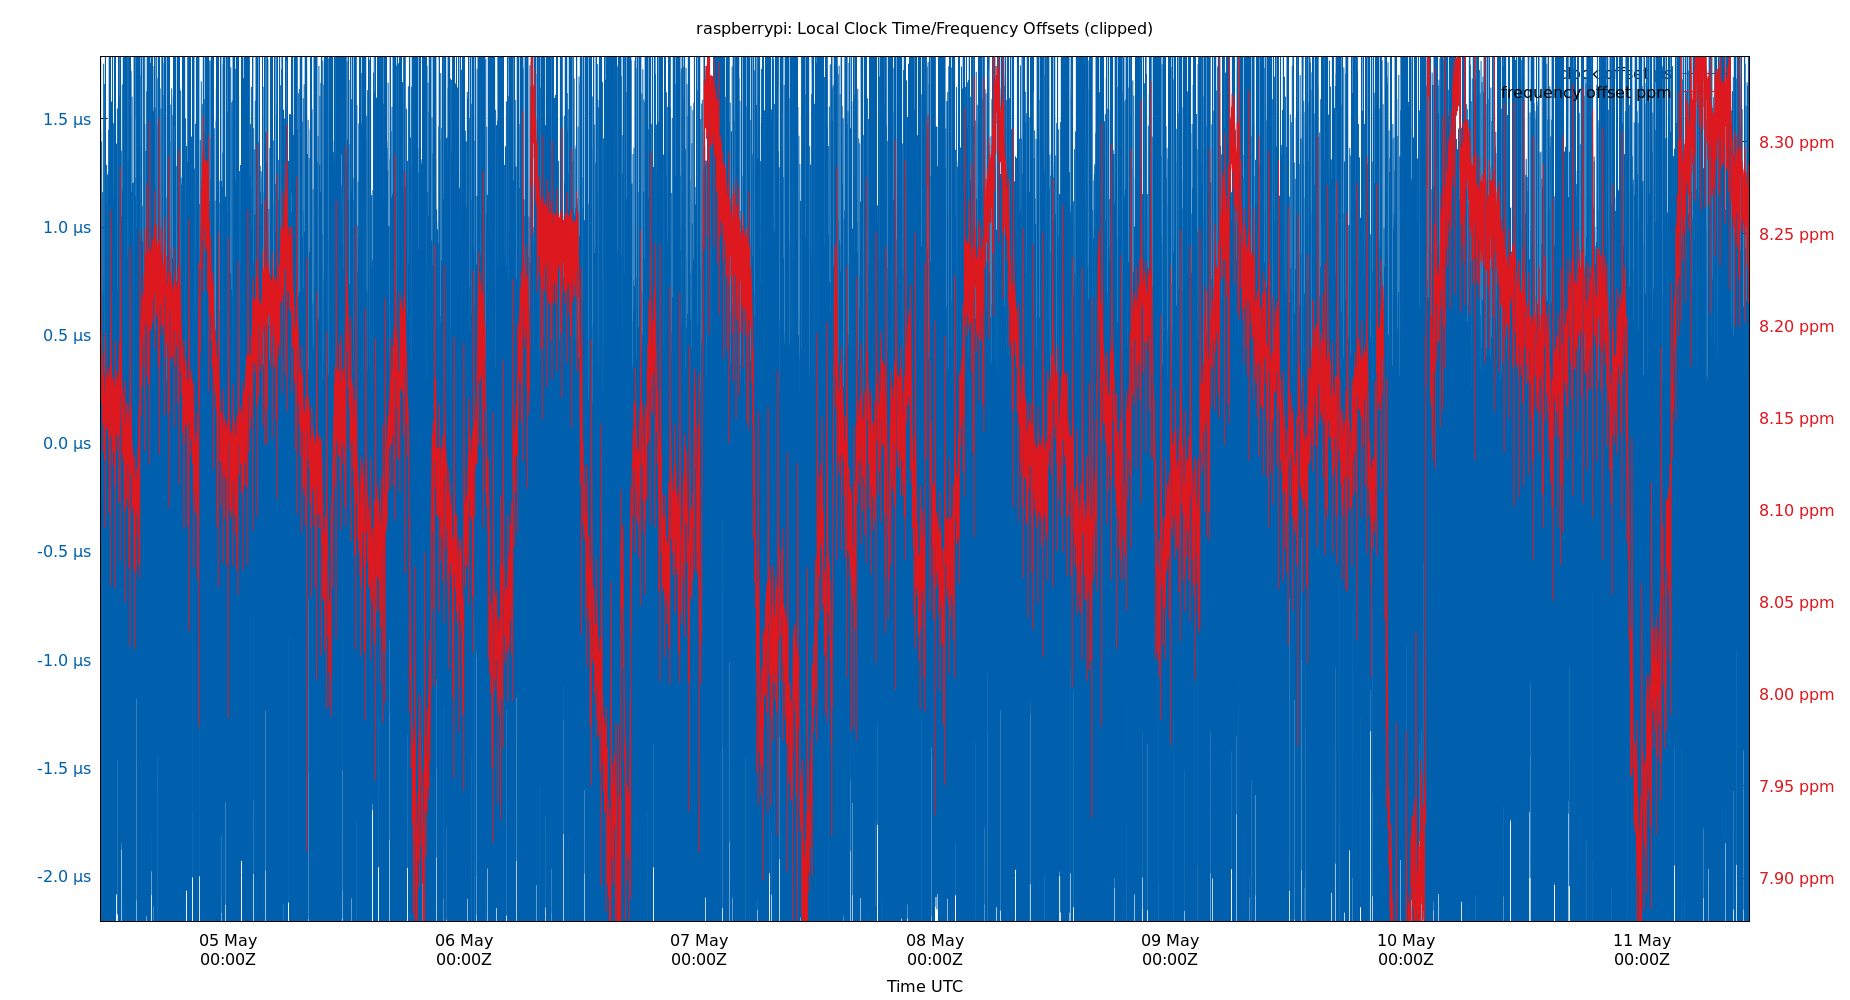 raspberrypi: Local Clock Time/Frequency Offsets (clipped)
clock offset µs
frequency offset ppm
1.5 µs
1.0 µs
0.5 µs
0.0 µs
-0.5 µs
-1.0 µs
-1.5 µs
-2.0 µs
8.30 ppm
8.25 ppm
8.20 ppm
8.15 ppm
8.10 ppm
8.05 ppm
8.00 ppm
7.95 ppm
7.90 ppm
05 May 06 May 07 May 08 May 09 May 10 May 11 May
00:00Z 00:00Z 00:00Z 00:00Z 00:00Z 00:00Z 00:00Z
Time UTC